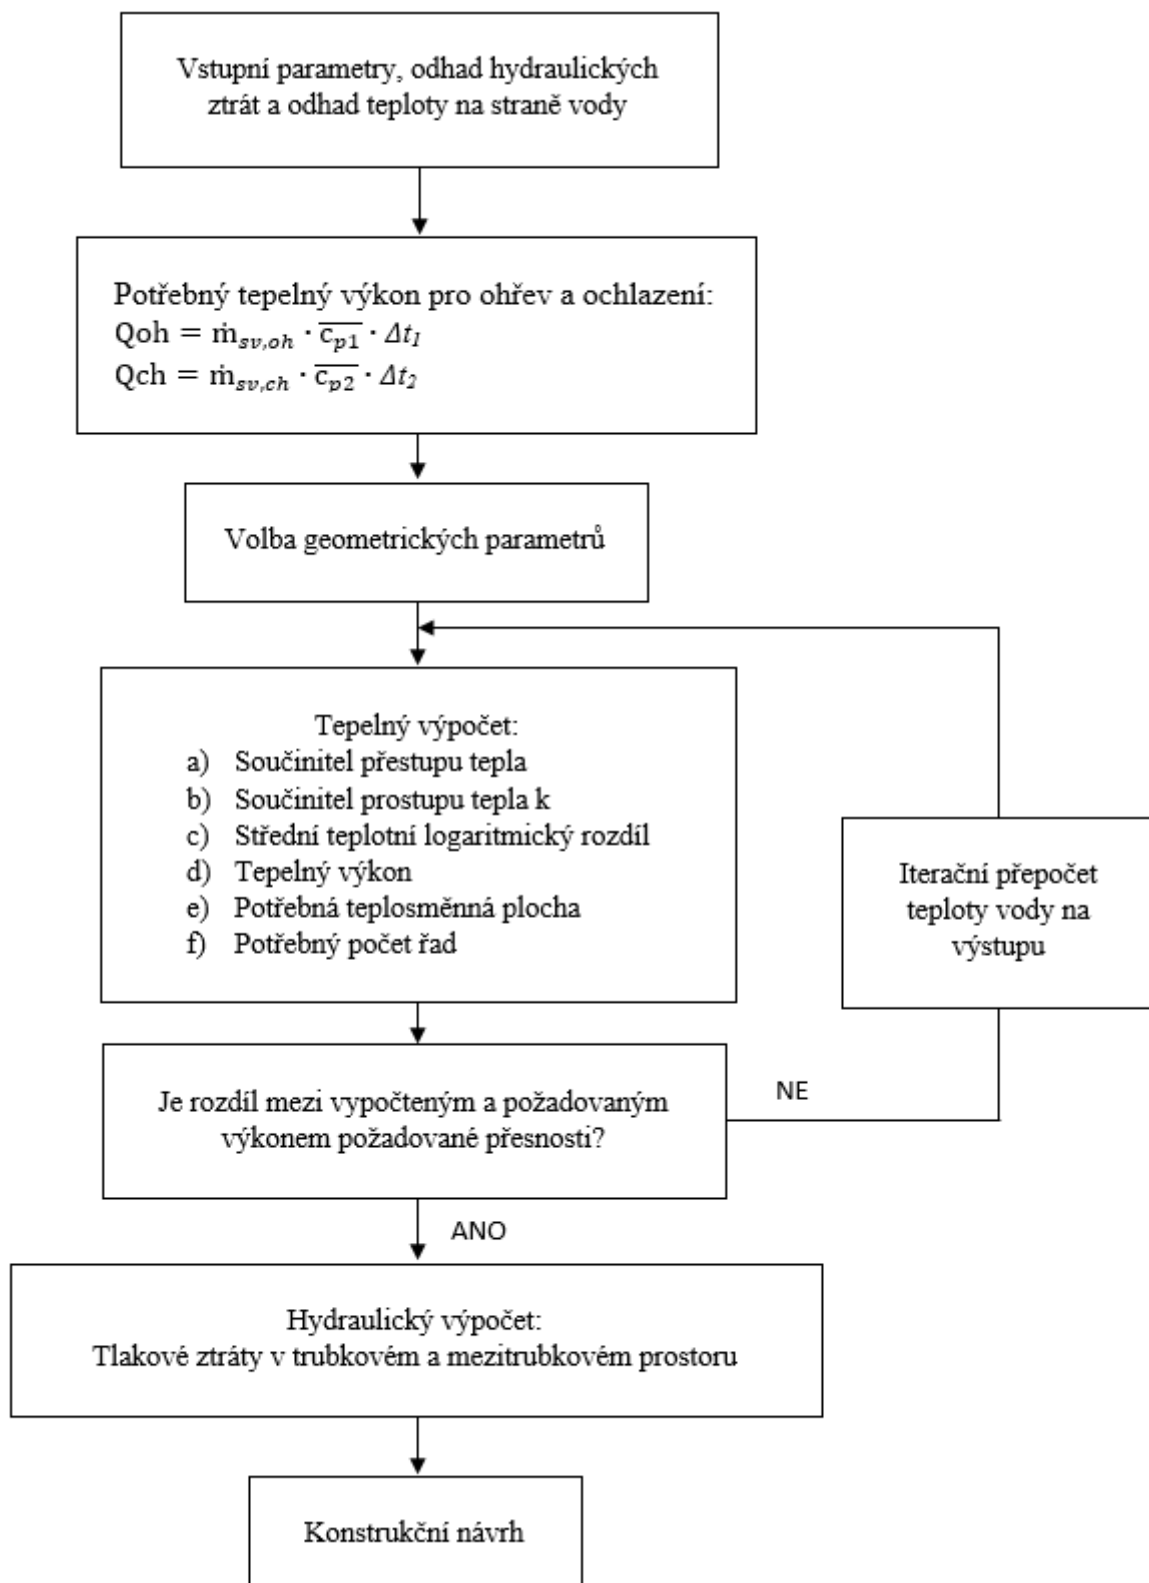 Vstupní parametry, odhad hydraulických
ztrát a odhad teploty na straně vody
Potřebný tepelný výkon pro ohřev a ochlazení:
Qoh = ṁ_sv,oh · c̅p1 · Δt1
Qch = ṁ_sv,ch · c̅p2 · Δt2
Volba geometrických parametrů
Tepelný výpočet:
a) Součinitel přestupu tepla
b) Součinitel prostupu tepla k
c) Střední teplotní logaritmický rozdíl
d) Tepelný výkon
e) Potřebná teplosměnná plocha
f) Potřebný počet řad
Iterační přepočet
teploty vody na
výstupu
Je rozdíl mezi vypočteným a požadovaným
výkonem požadované přesnosti?
NE
ANO
Hydraulický výpočet:
Tlakové ztráty v trubkovém a mezitrubkovém prostoru
Konstrukční návrh